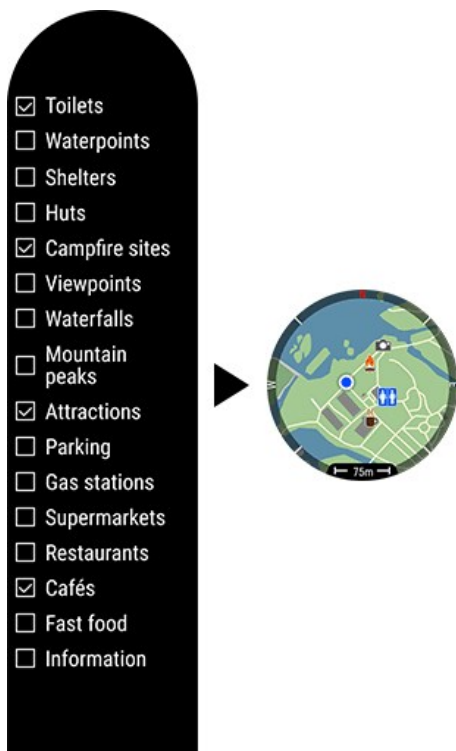 Toilets
Waterpoints
Shelters
Huts
Campfire sites
Viewpoints
Waterfalls
Mountain
peaks
Attractions
Parking
Gas stations
Supermarkets
Restaurants
Cafés
Fast food
Information
W
E
75m